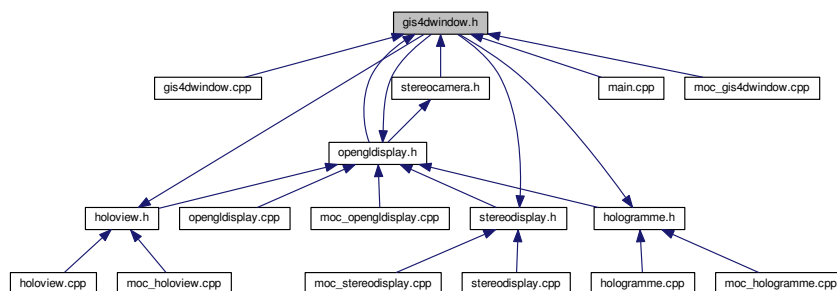 gis4dwindow.h
gis4dwindow.cpp
stereocamera.h
main.cpp
moc_gis4dwindow.cpp
opengldisplay.h
holoview.h
opengldisplay.cpp
moc_opengldisplay.cpp
stereodisplay.h
hologramme.h
holoview.cpp
moc_holoview.cpp
moc_stereodisplay.cpp
stereodisplay.cpp
hologramme.cpp
moc_hologramme.cpp